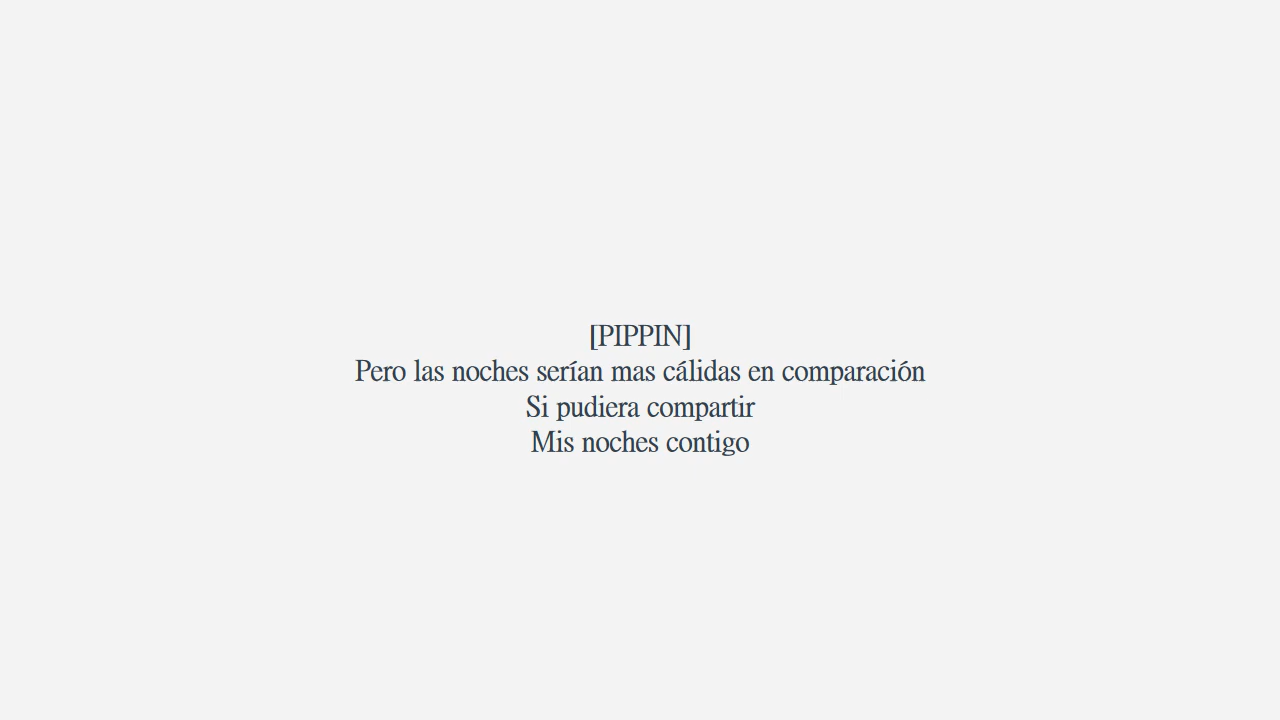 [PIPPIN]
Pero las noches serían mas cálidas en comparación
Si pudiera compartir
Mis noches contigo